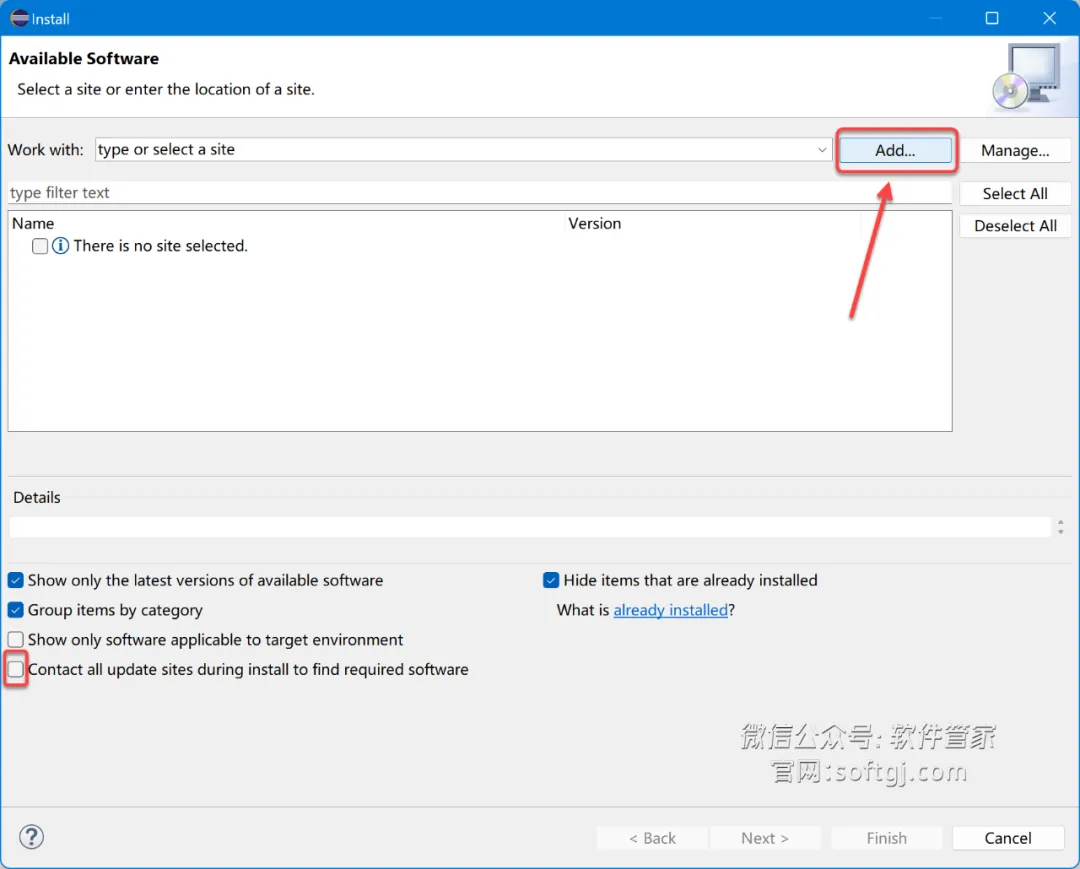 Install
Available Software
Select a site or enter the location of a site.
Work with: type or select a site Add... Manage...
type filter text Select All
Name Version Deselect All
There is no site selected.
Details
Show only the latest versions of available software Hide items that are already installed
Group items by category What is already installed?
Show only software applicable to target environment
Contact all update sites during install to find required software
微信公众号:软件管家
官网:softgj.com
? < Back Next > Finish Cancel